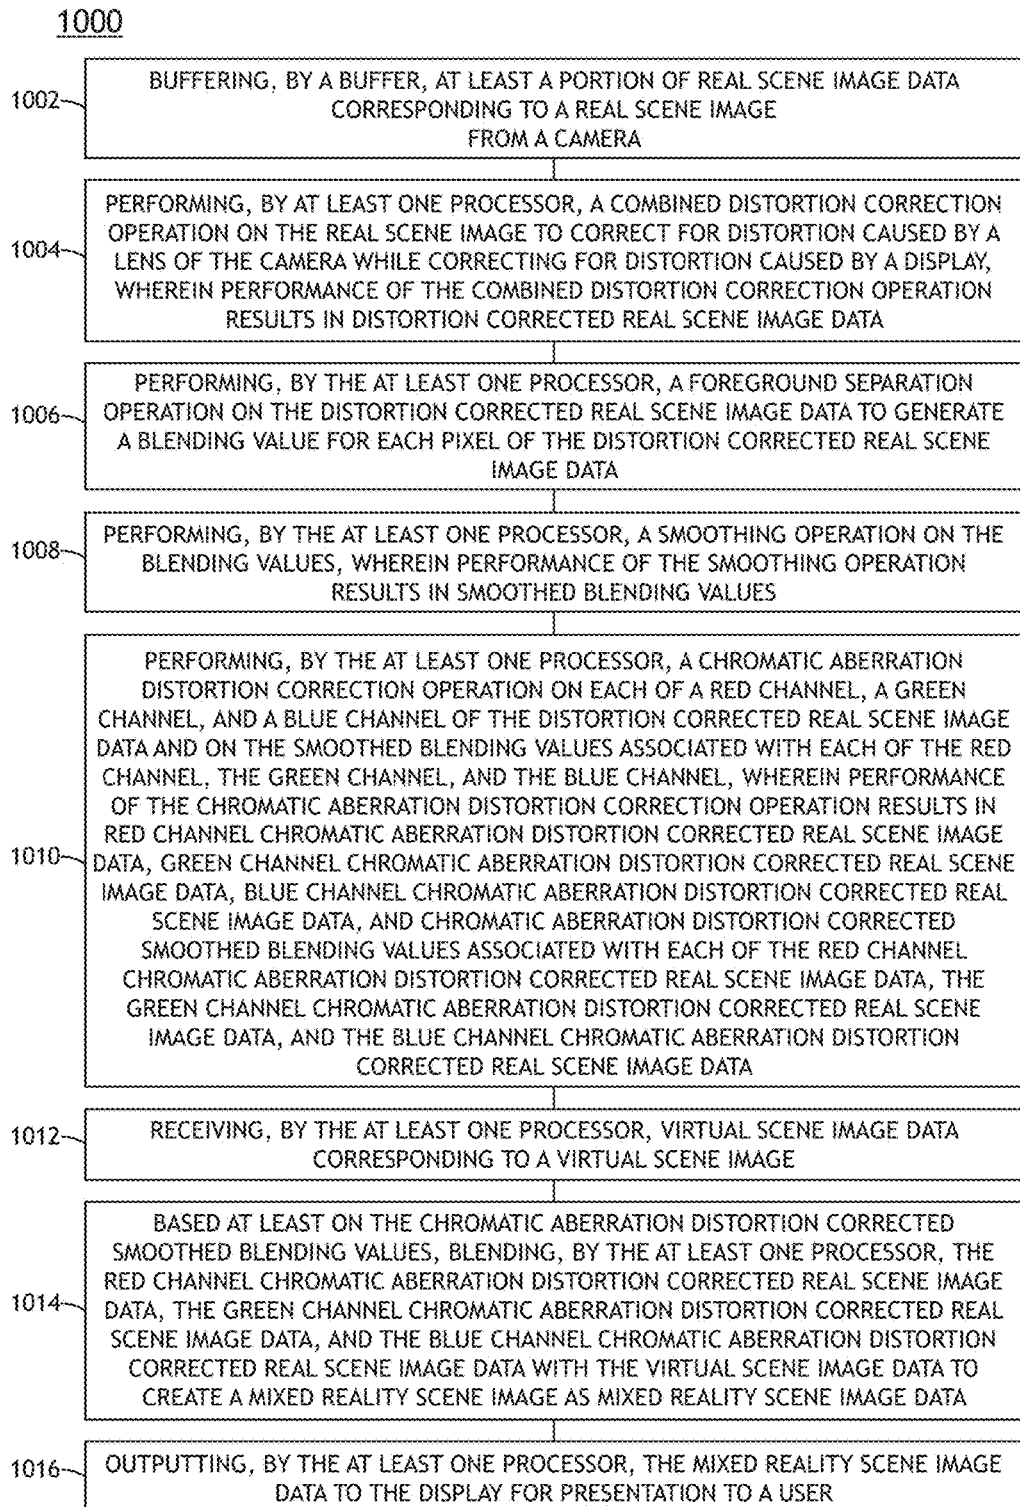 1000
1002
BUFFERING, BY A BUFFER, AT LEAST A PORTION OF REAL SCENE IMAGE DATA
CORRESPONDING TO A REAL SCENE IMAGE
FROM A CAMERA
1004
PERFORMING, BY AT LEAST ONE PROCESSOR, A COMBINED DISTORTION CORRECTION
OPERATION ON THE REAL SCENE IMAGE TO CORRECT FOR DISTORTION CAUSED BY A
LENS OF THE CAMERA WHILE CORRECTING FOR DISTORTION CAUSED BY A DISPLAY,
WHEREIN PERFORMANCE OF THE COMBINED DISTORTION CORRECTION OPERATION
RESULTS IN DISTORTION CORRECTED REAL SCENE IMAGE DATA
1006
PERFORMING, BY THE AT LEAST ONE PROCESSOR, A FOREGROUND SEPARATION
OPERATION ON THE DISTORTION CORRECTED REAL SCENE IMAGE DATA TO GENERATE
A BLENDING VALUE FOR EACH PIXEL OF THE DISTORTION CORRECTED REAL SCENE
IMAGE DATA
1008
PERFORMING, BY THE AT LEAST ONE PROCESSOR, A SMOOTHING OPERATION ON THE
BLENDING VALUES, WHEREIN PERFORMANCE OF THE SMOOTHING OPERATION
RESULTS IN SMOOTHED BLENDING VALUES
1010
PERFORMING, BY THE AT LEAST ONE PROCESSOR, A CHROMATIC ABERRATION
DISTORTION CORRECTION OPERATION ON EACH OF A RED CHANNEL, A GREEN
CHANNEL, AND A BLUE CHANNEL OF THE DISTORTION CORRECTED REAL SCENE IMAGE
DATA AND ON THE SMOOTHED BLENDING VALUES ASSOCIATED WITH EACH OF THE RED
CHANNEL, THE GREEN CHANNEL, AND THE BLUE CHANNEL, WHEREIN PERFORMANCE
OF THE CHROMATIC ABERRATION DISTORTION CORRECTION OPERATION RESULTS IN
RED CHANNEL CHROMATIC ABERRATION DISTORTION CORRECTED REAL SCENE IMAGE
DATA, GREEN CHANNEL CHROMATIC ABERRATION DISTORTION CORRECTED REAL SCENE
IMAGE DATA, BLUE CHANNEL CHROMATIC ABERRATION DISTORTION CORRECTED REAL
SCENE IMAGE DATA, AND CHROMATIC ABERRATION DISTORTION CORRECTED
SMOOTHED BLENDING VALUES ASSOCIATED WITH EACH OF THE RED CHANNEL
CHROMATIC ABERRATION DISTORTION CORRECTED REAL SCENE IMAGE DATA, THE
GREEN CHANNEL CHROMATIC ABERRATION DISTORTION CORRECTED REAL SCENE
IMAGE DATA, AND THE BLUE CHANNEL CHROMATIC ABERRATION DISTORTION
CORRECTED REAL SCENE IMAGE DATA
1012
RECEIVING, BY THE AT LEAST ONE PROCESSOR, VIRTUAL SCENE IMAGE DATA
CORRESPONDING TO A VIRTUAL SCENE IMAGE
1014
BASED AT LEAST ON THE CHROMATIC ABERRATION DISTORTION CORRECTED
SMOOTHED BLENDING VALUES, BLENDING, BY THE AT LEAST ONE PROCESSOR, THE
RED CHANNEL CHROMATIC ABERRATION DISTORTION CORRECTED REAL SCENE IMAGE
DATA, THE GREEN CHANNEL CHROMATIC ABERRATION DISTORTION CORRECTED REAL
SCENE IMAGE DATA, AND THE BLUE CHANNEL CHROMATIC ABERRATION DISTORTION
CORRECTED REAL SCENE IMAGE DATA WITH THE VIRTUAL SCENE IMAGE DATA TO
CREATE A MIXED REALITY SCENE IMAGE AS MIXED REALITY SCENE IMAGE DATA
1016
OUTPUTTING, BY THE AT LEAST ONE PROCESSOR, THE MIXED REALITY SCENE IMAGE
DATA TO THE DISPLAY FOR PRESENTATION TO A USER